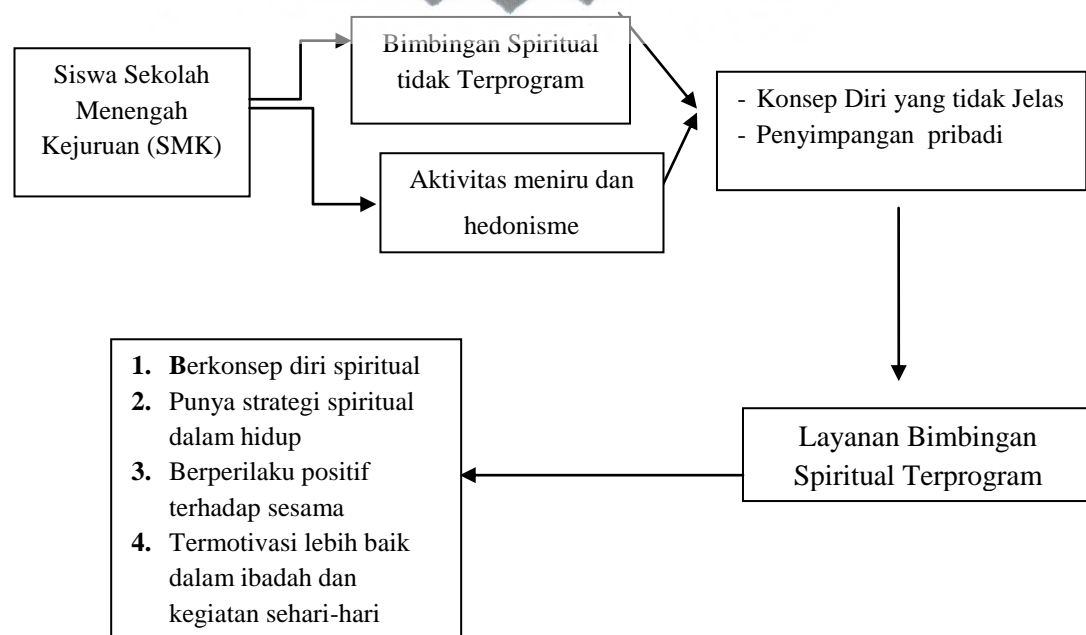 Siswa Sekolah
Menengah
Kejuruan (SMK)
Bimbingan Spiritual
tidak Terprogram
Aktivitas meniru dan
hedonisme
- Konsep Diri yang tidak Jelas
- Penyimpangan pribadi
Layanan Bimbingan
Spiritual Terprogram
1. Berkonsep diri spiritual
2. Punya strategi spiritual
dalam hidup
3. Berperilaku positif
terhadap sesama
4. Termotivasi lebih baik
dalam ibadah dan
kegiatan sehari-hari